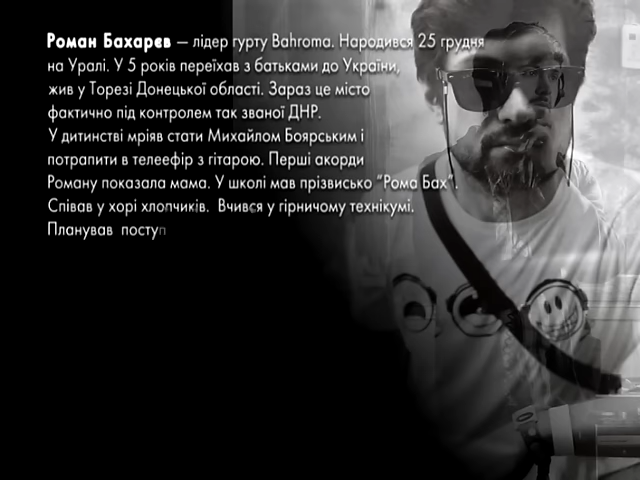 Роман Бахарєв — лідер гурту Bahroma. Народився 25 грудня
на Уралі. У 5 років переїхав з батьками до України,
жив у Торезі Донецької області. Зараз це місто
фактично під контролем так званої ДНР.
У дитинстві мріяв стати Михайлом Боярським і
потрапити в телеефір з гітарою. Перші акорди
Роману показала мама. У школі мав прізвисько "Рома Бах".
Співав у хорі хлопчиків. Вчився у гірничому технікумі.
Планував поступ